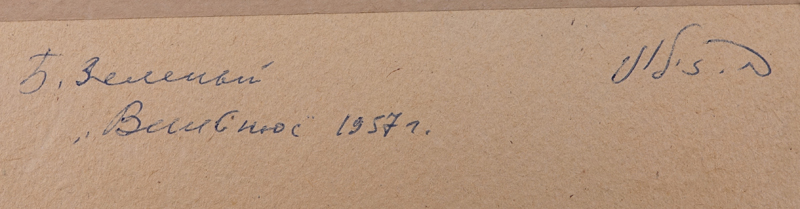 Б. Зеленый
„Вильнюс" 1957 г.